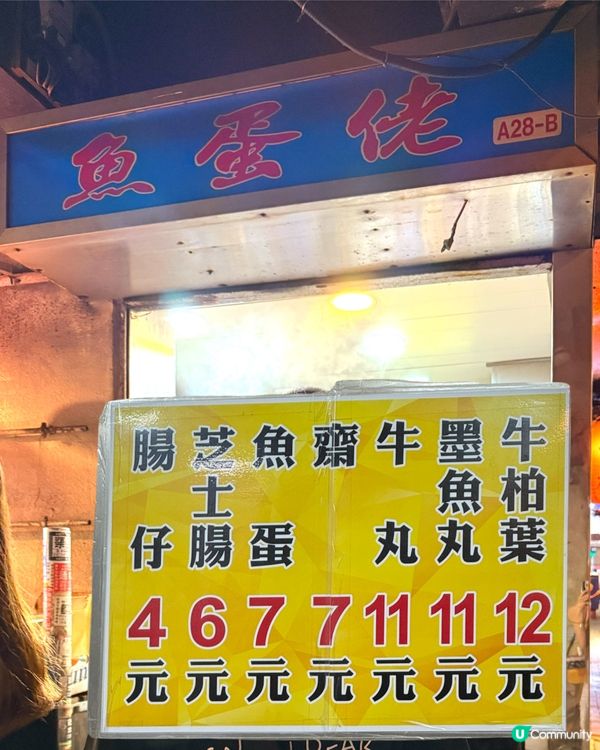 魚蛋佬
A28-B
牛柏葉 12元
墨魚丸 11元
牛丸 11元
齋 7元
魚蛋 7元
芝士腸 6元
腸仔 4元
U Community